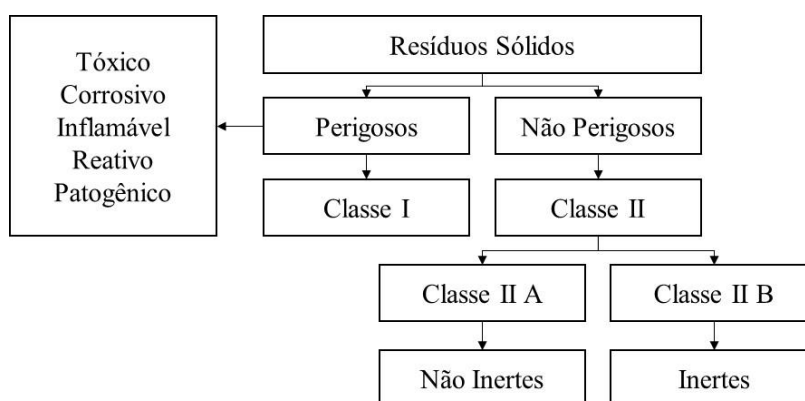 Resíduos Sólidos
Tóxico
Corrosivo
Inflamável
Reativo
Patogênico
Perigosos
Não Perigosos
Classe I
Classe II
Classe II A
Classe II B
Não Inertes
Inertes